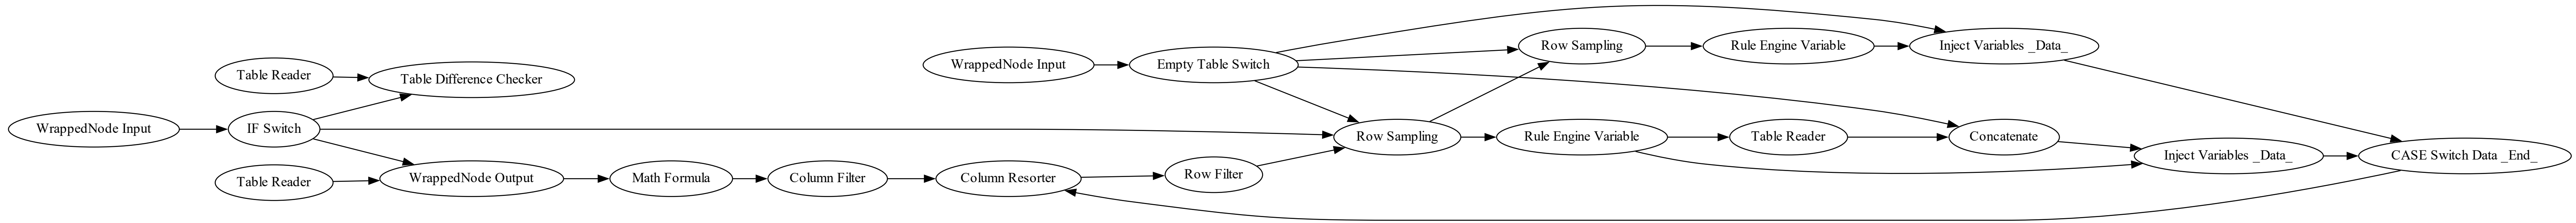 WrappedNode Input
Table Reader
IF Switch
Table Reader
Table Difference Checker
WrappedNode Output
Math Formula
Column Filter
WrappedNode Input
Column Resorter
Empty Table Switch
Row Filter
Row Sampling
Row Sampling
Rule Engine Variable
Rule Engine Variable
Table Reader
Inject Variables _Data_
Concatenate
Inject Variables _Data_
CASE Switch Data _End_